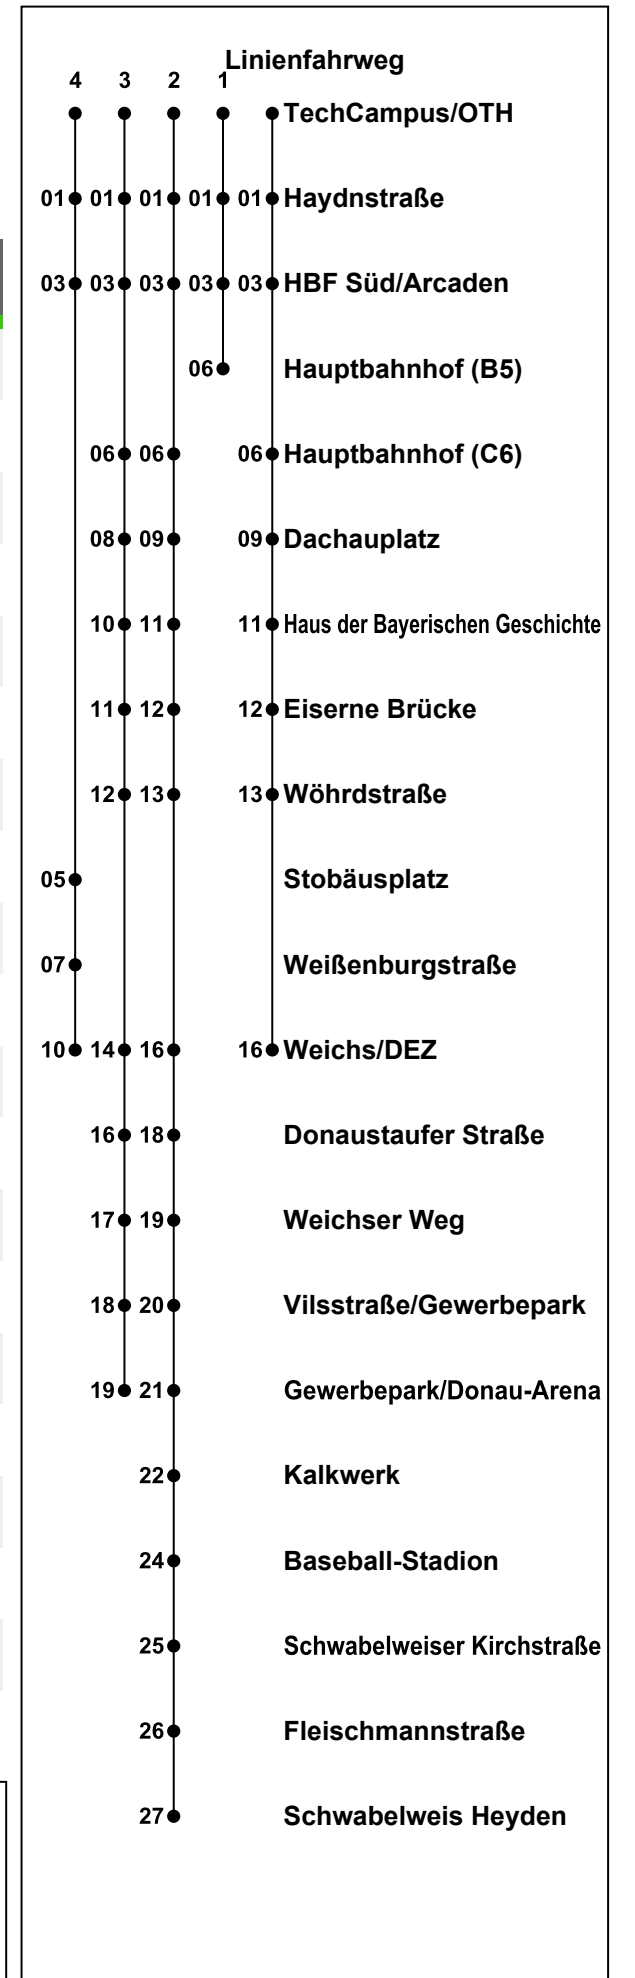 Linienfahrweg
4 3 2 1
TechCampus/OTH
01 01 01 01 01 Haydnstraße
03 03 03 03 03 HBF Süd/Arcaden
06 Hauptbahnhof (B5)
06 06 06 Hauptbahnhof (C6)
08 09 09 Dachauplatz
10 11 11 Haus der Bayerischen Geschichte
11 12 12 Eiserne Brücke
12 13 13 Wöhrdstraße
05 Stobäusplatz
07 Weißenburgstraße
10 14 16 16 Weichs/DEZ
16 18 Donaustaufer Straße
17 19 Weichser Weg
18 20 Vilsstraße/Gewerbepark
19 21 Gewerbepark/Donau-Arena
22 Kalkwerk
24 Baseball-Stadion
25 Schwabelweiser Kirchstraße
26 Fleischmannstraße
27 Schwabelweis Heyden